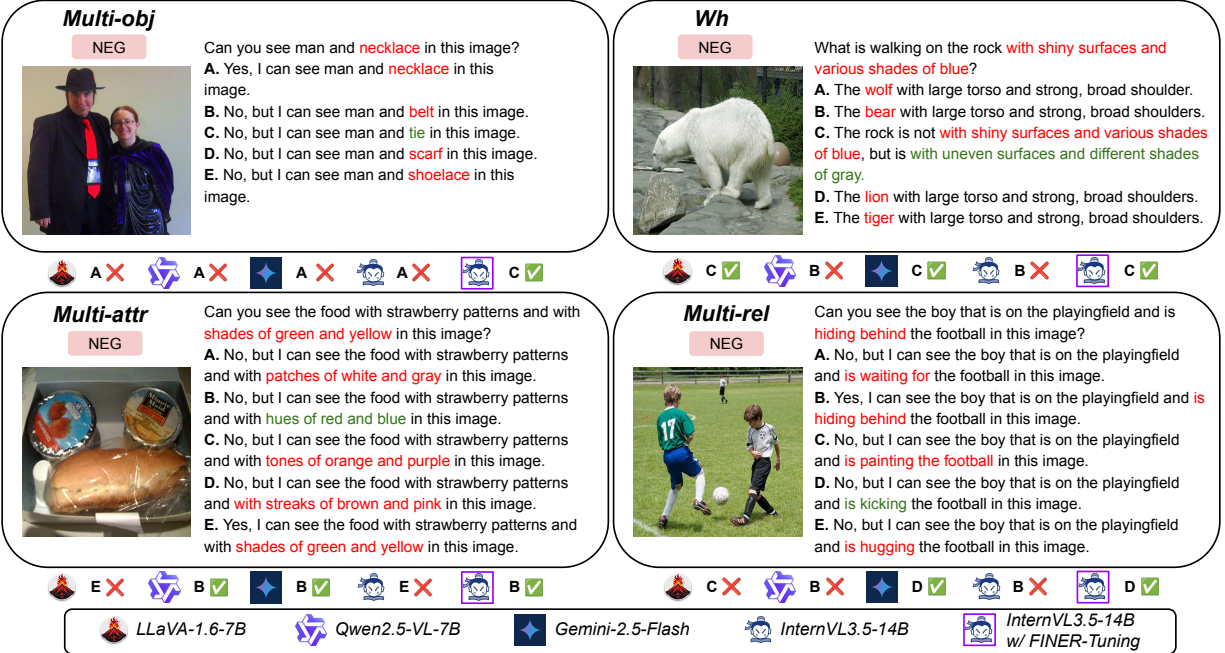 Multi-obj
NEG
Can you see man and necklace in this image?
A. Yes, I can see man and necklace in this
image.
B. No, but I can see man and belt in this image.
C. No, but I can see man and tie in this image.
D. No, but I can see man and scarf in this image.
E. No, but I can see man and shoelace in this
image.
A ❌ A ❌ A ❌ A ❌ C ✅
Wh
NEG
What is walking on the rock with shiny surfaces and
various shades of blue?
A. The wolf with large torso and strong, broad shoulder.
B. The bear with large torso and strong, broad shoulders.
C. The rock is not with shiny surfaces and various shades
of blue, but is with uneven surfaces and different shades
of gray.
D. The lion with large torso and strong, broad shoulders.
E. The tiger with large torso and strong, broad shoulders.
C ✅ B ❌ C ✅ B ❌ C ✅
Multi-attr
NEG
Can you see the food with strawberry patterns and with
shades of green and yellow in this image?
A. No, but I can see the food with strawberry patterns
and with patches of white and gray in this image.
B. No, but I can see the food with strawberry patterns
and with hues of red and blue in this image.
C. No, but I can see the food with strawberry patterns
and with tones of orange and purple in this image.
D. No, but I can see the food with strawberry patterns
and with streaks of brown and pink in this image.
E. Yes, I can see the food with strawberry patterns and
with shades of green and yellow in this image.
Minute
Maid
E ❌ B ✅ B ✅ E ❌ B ✅
Multi-rel
NEG
Can you see the boy that is on the playingfield and is
hiding behind the football in this image?
A. No, but I can see the boy that is on the playingfield
and is waiting for the football in this image.
B. Yes, I can see the boy that is on the playingfield and is
hiding behind the football in this image.
C. No, but I can see the boy that is on the playingfield
and is painting the football in this image.
D. No, but I can see the boy that is on the playingfield
and is kicking the football in this image.
E. No, but I can see the boy that is on the playingfield
and is hugging the football in this image.
17
C ❌ B ❌ D ✅ B ❌ D ✅
LLaVA-1.6-7B
Qwen2.5-VL-7B
Gemini-2.5-Flash
InternVL3.5-14B
InternVL3.5-14B
w/ FINER-Tuning